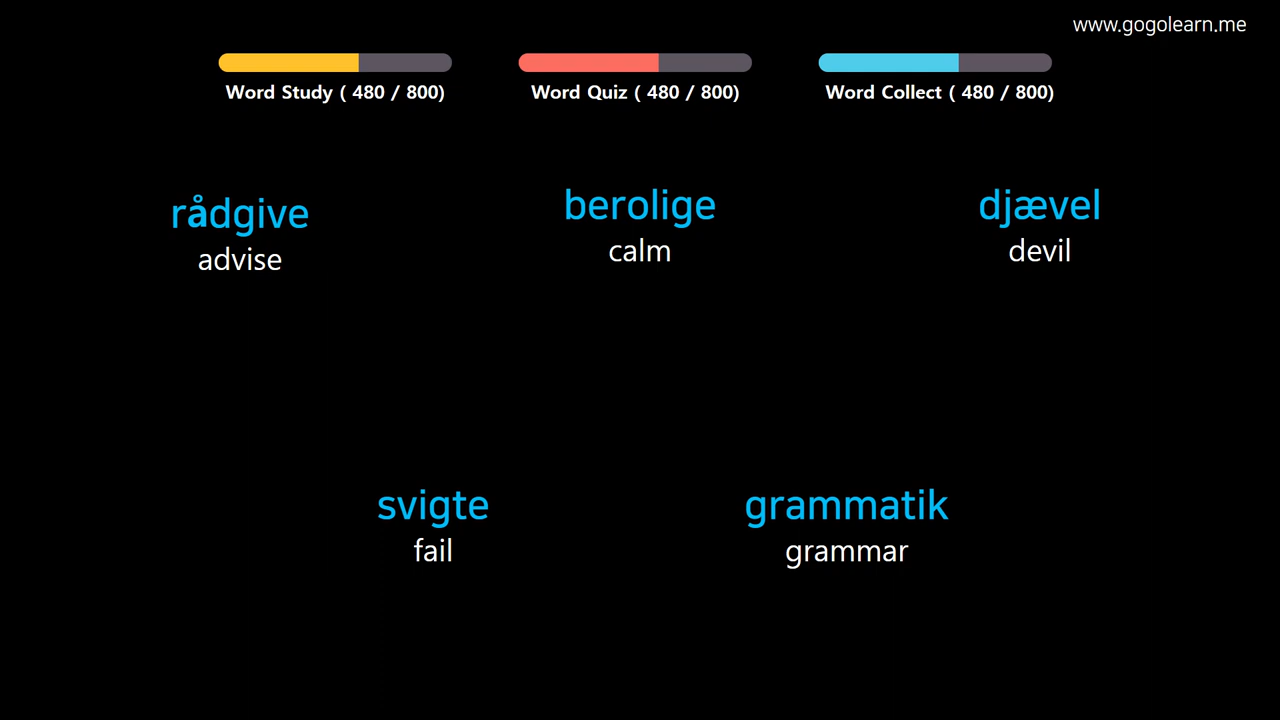 www.gogolearn.me
Word Study ( 480 / 800)
Word Quiz ( 480 / 800)
Word Collect ( 480 / 800)
rådgive
advise
berolige
calm
djævel
devil
svigte
fail
grammatik
grammar